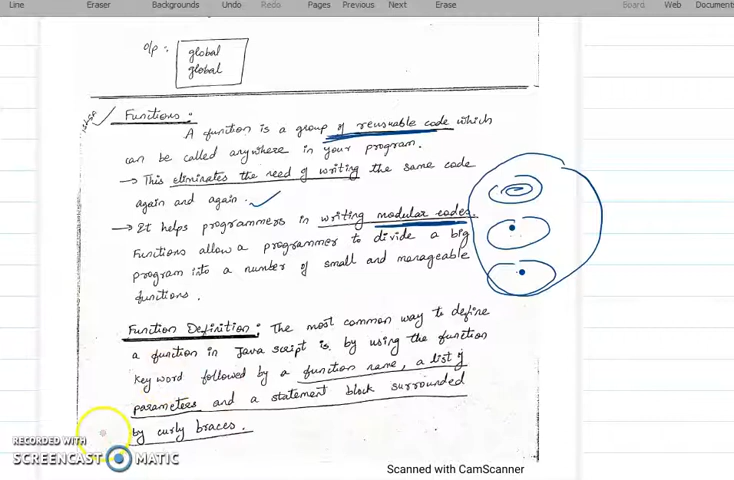 Line Eraser Backgrounds Undo Redo Pages Previous Next Erase Board Web Documents
o/p :
global
global
Functions :
A function is a group of reusuable code which
can be called anywhere in your program.
→ This eliminates the need of writing the same code
again and again.
→ It helps programmers in writing modular codes.
Functions allow a programmer to divide a big
program into a number of small and manageable
functions.
Function Definition : The most common way to define
a function in Java script is by using the function
key word followed by a function name, a list of
parameters and a statement block surrounded
by curly braces.
RECORDED WITH
SCREENCAST MATIC
Scanned with CamScanner